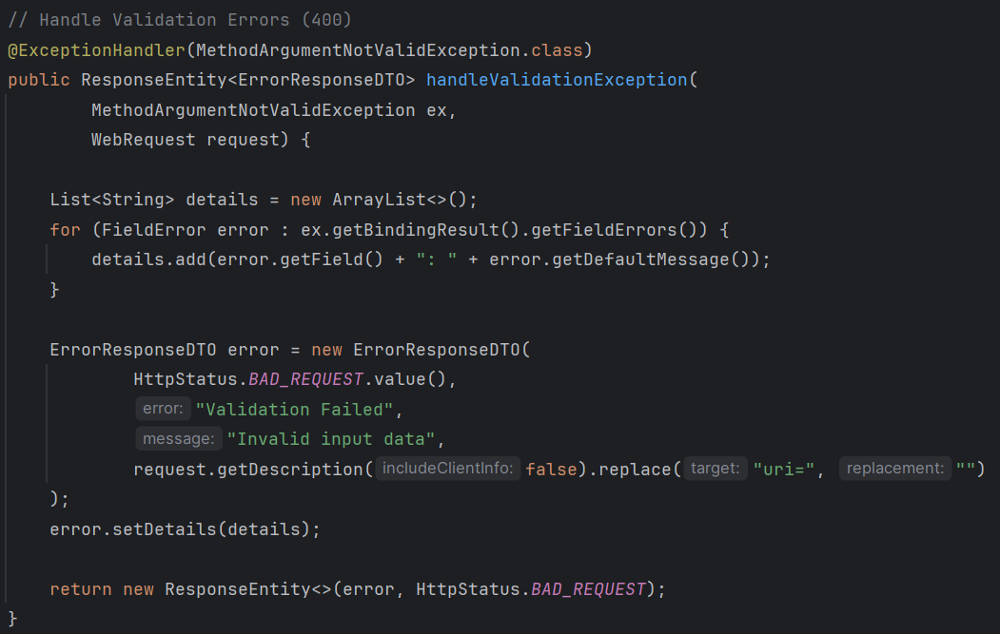 // Handle Validation Errors (400)
@ExceptionHandler(MethodArgumentNotValidException.class)
public ResponseEntity<ErrorResponseDTO> handleValidationException(
        MethodArgumentNotValidException ex,
        WebRequest request) {

    List<String> details = new ArrayList<>();
    for (FieldError error : ex.getBindingResult().getFieldErrors()) {
        details.add(error.getField() + ": " + error.getDefaultMessage());
    }

    ErrorResponseDTO error = new ErrorResponseDTO(
            HttpStatus.BAD_REQUEST.value(),
            error: "Validation Failed",
            message: "Invalid input data",
            request.getDescription( includeClientInfo: false).replace( target: "uri=", replacement: "")
    );
    error.setDetails(details);

    return new ResponseEntity<>(error, HttpStatus.BAD_REQUEST);
}